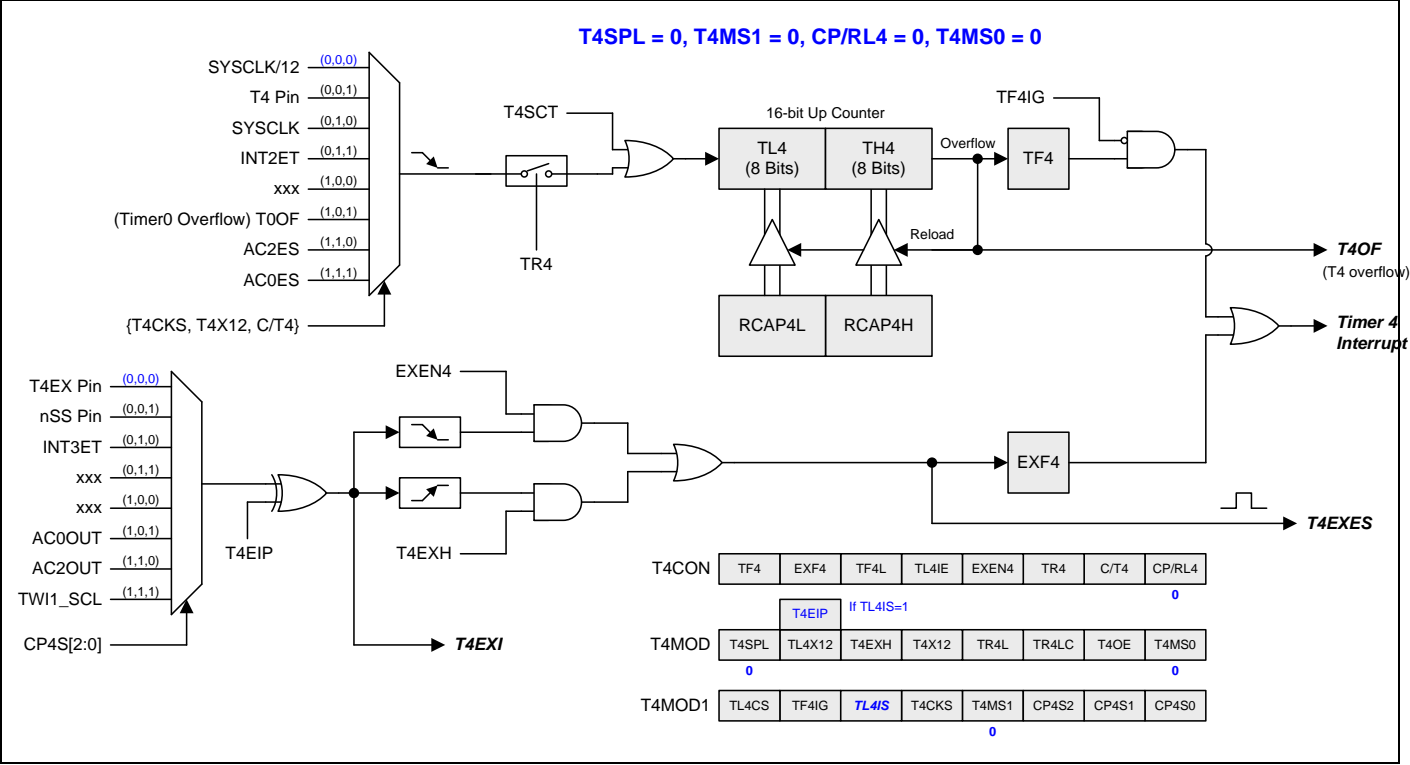 T4SPL = 0, T4MS1 = 0, CP/RL4 = 0, T4MS0 = 0
SYSCLK/12 (0,0,0)
T4 Pin (0,0,1)
SYSCLK (0,1,0)
INT2ET (0,1,1)
xxx (1,0,0)
(Timer0 Overflow) T0OF (1,0,1)
AC2ES (1,1,0)
AC0ES (1,1,1)
{T4CKS, T4X12, C/T4}
T4SCT
TR4
16-bit Up Counter
TL4
(8 Bits)
TH4
(8 Bits)
Overflow
TF4
TF4IG
Reload
RCAP4L
RCAP4H
T4OF
(T4 overflow)
Timer 4
Interrupt
T4EX Pin (0,0,0)
nSS Pin (0,0,1)
INT3ET (0,1,0)
xxx (0,1,1)
xxx (1,0,0)
AC0OUT (1,0,1)
AC2OUT (1,1,0)
TWI1_SCL (1,1,1)
CP4S[2:0]
T4EIP
EXEN4
T4EXH
T4EXI
EXF4
T4EXES
T4CON TF4 EXF4 TF4L TL4IE EXEN4 TR4 C/T4 CP/RL4
0
T4EIP If TL4IS=1
T4MOD T4SPL TL4X12 T4EXH T4X12 TR4L TR4LC T4OE T4MS0
0 0
T4MOD1 TL4CS TF4IG TL4IS T4CKS T4MS1 CP4S2 CP4S1 CP4S0
0